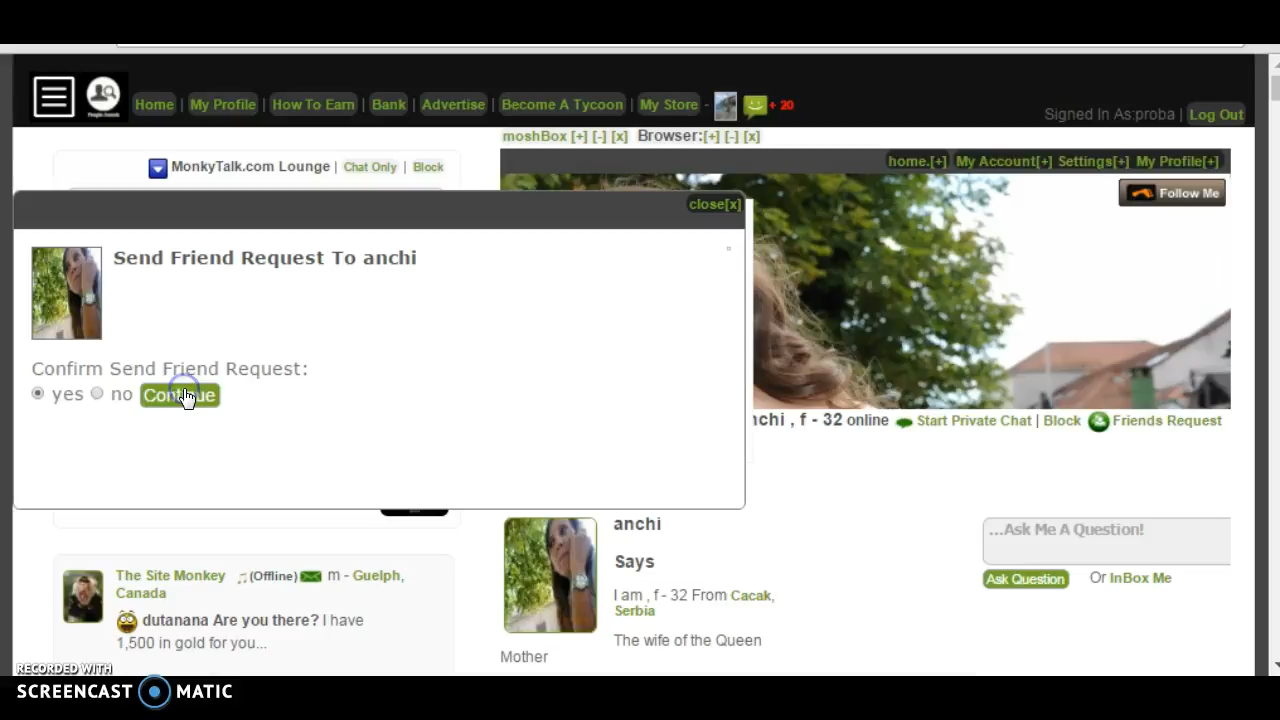 Home | My Profile | How To Earn | Bank | Advertise | Become A Tycoon | My Store - + 20
Signed In As:proba | Log Out
moshBox [+] [-] [x] Browser:[+] [-] [x]
MonkyTalk.com Lounge | Chat Only | Block
home.[+] My Account[+] Settings[+] My Profile[+]
Follow Me
close[x]
Send Friend Request To anchi
Confirm Send Friend Request:
yes no Continue
nchi , f - 32 online Start Private Chat | Block Friends Request
anchi
Says
I am , f - 32 From Cacak,
Serbia
The wife of the Queen
Mother
...Ask Me A Question!
Ask Question Or InBox Me
The Site Monkey (Offline) m - Guelph,
Canada
dutanana Are you there? I have
1,500 in gold for you...
RECORDED WITH
SCREENCAST MATIC